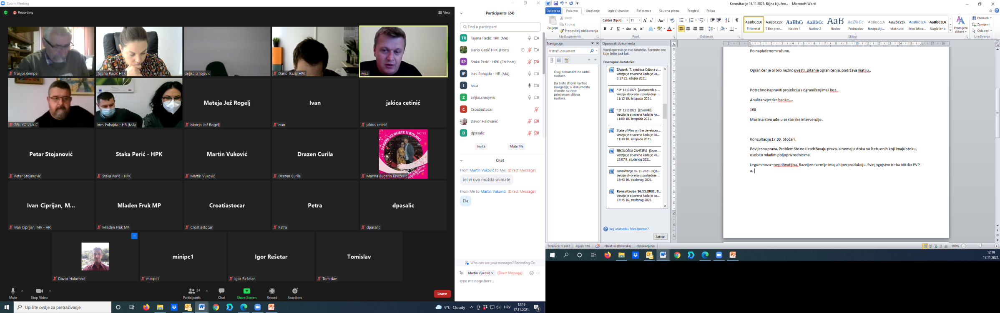 Zoom Meeting
Recording
View
franjosklempe
Tajana Radić HPK
zeljko.crnojevic
Dario Gazić HPK
ivica
ŽELJKO VUKIĆ
Ines Pohajda - HR (MA)
Mateja Jež Rogelj
Mateja Jež Rogelj
Ivan
Ivan
jakica cetinić
jakica cetinić
Petar Stojanović
Petar Stojanović
Staka Perić - HPK
Staka Perić - HPK
Martin Vuković
Martin Vuković
Drazen Curila
Drazen Curila
24 SATA UZ DIJETE U BOLNICI
Marina Bugarin Knežević
Ivan Ciprijan, M...
Ivan Ciprijan, MA - HR
Mladen Fruk MP
Mladen Fruk MP
Croatiastocar
Croatiastocar
Petra
Petra
dpasalic
dpasalic
Davor Halovanić
minipc1
minipc1
Igor Rešetar
Igor Rešetar
Tomislav
Tomislav
Mute
Stop Video
Participants
24
Chat
Share Screen
Record
Reactions
Leave
Upišite ovdje za pretraživanje
9°C Cloudy
HRV
12:19
17.11.2021.
1
Participants (24)
Find a participant
TR Tajana Radić HPK (Me)
Dario Gazić HPK (Host)
SP Staka Perić - HPK (Co-host)
IP Ines Pohajda - HR (MA)
I ivica
Z zeljko.crnojevic
C Croatiastocar
Davor Halovanić
D dpasalic
Invite
Mute Me
Chat
From Martin Vuković to Me: (Direct Message)
Jel vi ovo možda snimate
From Me to Martin Vuković: (Direct Message)
Da
Who can see your messages? Recording On
To: Martin Vuković (Direct Message)
Type message here...
Konzultacije 16.11.2021. Biljna ključno.. - Microsoft Word
Datoteka Polazno Umetanje Izgled stranice Reference Skupna pisma Pregled Prikaz
Zalijepi
Izreži
Kopiraj
Prenositelj oblikovanja
Međuspremnik
Calibri (Tijelo) 11
Font
Odlomak
AaBbCcDc AaBbCcDc AaBbC AaBbCc AaB AaBbCc. AaBbCcDc AaBbCcDc AaBbCcDc AaBbCcDc
¶ Normal ¶ Bez pror... Naslov 1 Naslov 2 Naslov Podnaslov Neupadlji... Istaknuto Jako istica... Naglašeno
Stilovi
Promijeni
stilove
Pronađi
Zamijeni
Odaberi
Uređivanje
Navigacija
Pretraži dokument
Ovaj dokument ne sadrži
naslove.
Da biste stvorili kartice
navigacije, u dokumentu
stvorite naslove
primjenom stilova
naslova.
Oporavak dokumenta
Word oporavio je ove datoteke. Spremite one
koje želite zadržati.
Dostupne datoteke
ZApisnik 7. sjednica Odbora z...
Verzija je stvorena kada je ko...
8:27 22. ožujka 2021.
F2F 15102021 [Automatski s...
Verzija je stvorena iz posljednje...
11:12 18. listopada 2021.
F2F 15102021 [Izvornik!]
Verzija je stvorena kada je ko...
11:00 18. listopada 2021.
State of Play on the developm...
Verzija je stvorena kada je ko...
11:44 18. listopada 2021.
EEKOLOŠKA ZAHTJEVI [Izvor...
Verzija je stvorena kada je ko...
15:07 9. studenog 2021.
Konzultacije 16.11.2021. Biljn...
Verzija je stvorena iz posljednje...
15:43 16. studenog 2021.
Konzultacije 16.11.2021. B...
Verzija je stvorena kada je ko...
14:45 16. studenog 2021.
Koju datoteku želim spremiti?
Zatvori
Po naplaćenom računu.
Ograničenje bi bilo nužno uvesti..pitanje ograničenja, podržava matiju..
Potrebno napraviti projekciju s ograničenjima i bez...
Analiza svjetske banke....
160
Maslinarstvo uđe u sektorske intervencije.
Konzultacije 17.09. Stočari.
Povijesna prava. Problem što neki zadržavaju prava, a nemaju stoku na štetu onih koji imaju stoku,
osobito mladim poljoprivrednicima.
Leguminoza –neprihvatljiva. Razvijene zemlje imaju hiperprodukciju. Svinjogojstvo treba biti dio PVP-
a.
Stranica: 1 od 2 Riječi: 116 Hrvatski (Hrvatska) Oporavljeno
100%
12:19
17.11.2021.